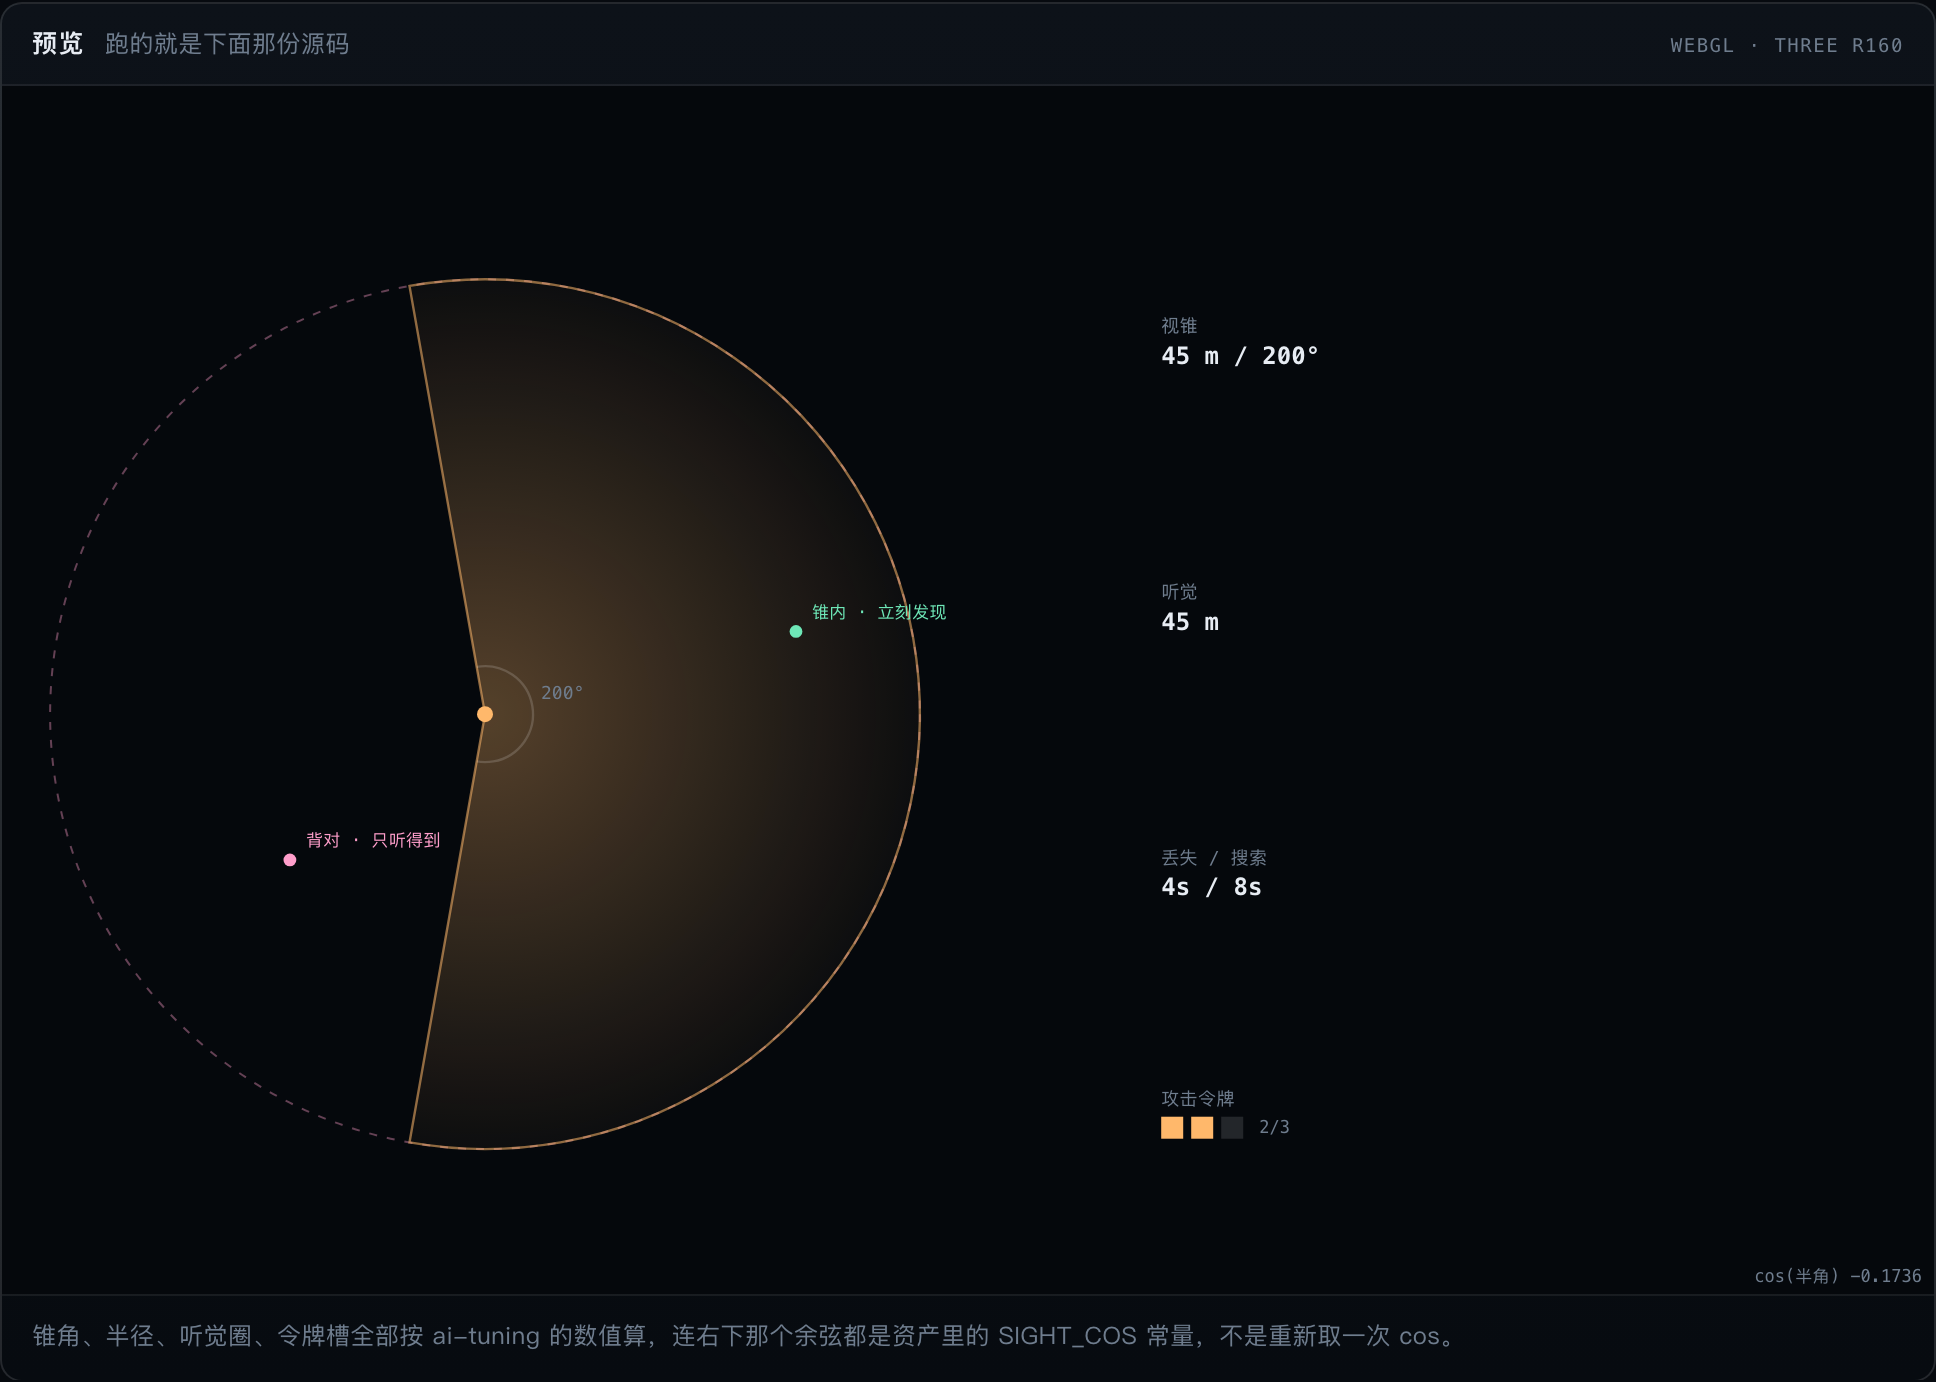 预览 跑的就是下面那份源码
WEBGL · THREE R160
视锥
45 m / 200°
听觉
45 m
锥内 · 立刻发现
200°
背对 · 只听得到
丢失 / 搜索
4s / 8s
攻击令牌
2/3
cos(半角) −0.1736
锥角、半径、听觉圈、令牌槽全部按 ai-tuning 的数值算，连右下那个余弦都是资产里的 SIGHT_COS 常量，不是重新取一次 cos。